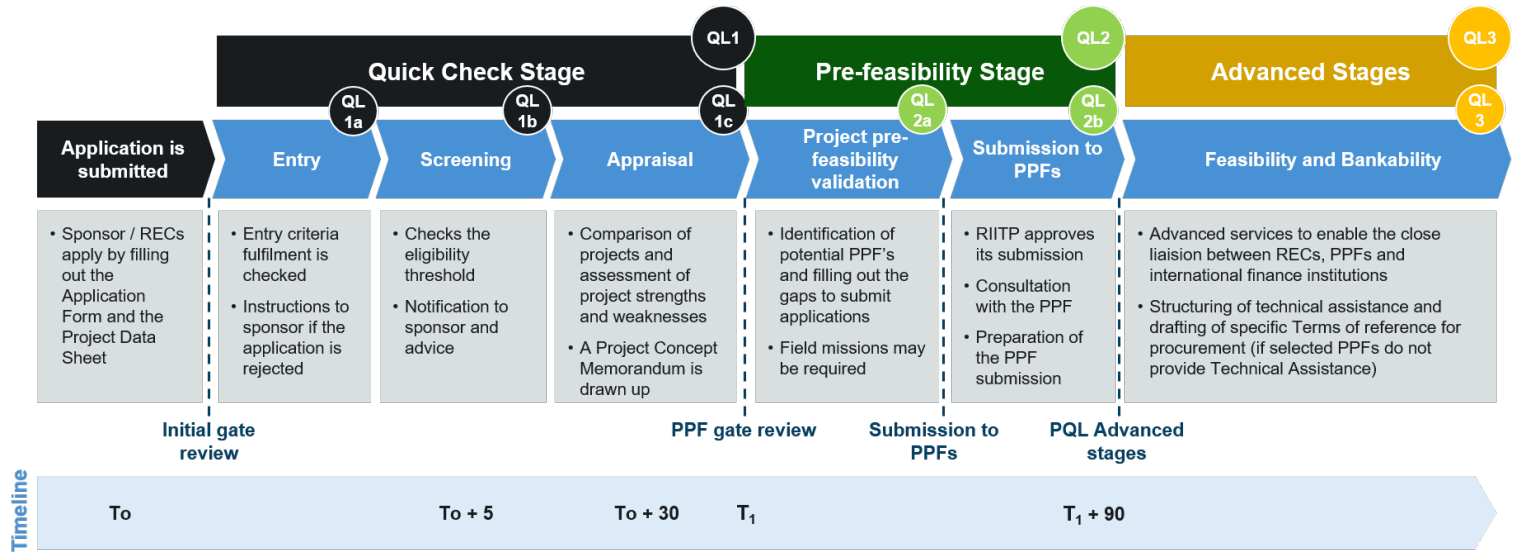 QL1
QL2
QL3
Quick Check Stage
Pre-feasibility Stage
Advanced Stages
QL
1a
QL
1b
QL
1c
QL
2a
QL
2b
QL
3
Application is
submitted
Entry
Screening
Appraisal
Project pre-
feasibility
validation
Submission to
PPFs
Feasibility and Bankability
• Sponsor / RECs
apply by filling
out the
Application
Form and the
Project Data
Sheet
• Entry criteria
fulfilment is
checked
• Instructions to
sponsor if the
application is
rejected
• Checks the
eligibility
threshold
• Notification to
sponsor and
advice
• Comparison of
projects and
assessment of
project strengths
and weaknesses
• A Project Concept
Memorandum is
drawn up
• Identification of
potential PPF's
and filling out the
gaps to submit
applications
• Field missions may
be required
• RIITP approves
its submission
• Consultation
with the PPF
• Preparation of
the PPF
submission
• Advanced services to enable the close
liaison between RECs, PPFs and
international finance institutions
• Structuring of technical assistance and
drafting of specific Terms of reference for
procurement (if selected PPFs do not
provide Technical Assistance)
Initial gate
review
PPF gate review
Submission to
PPFs
PQL Advanced
stages
Timeline
To
To + 5
To + 30
T₁
T₁ + 90